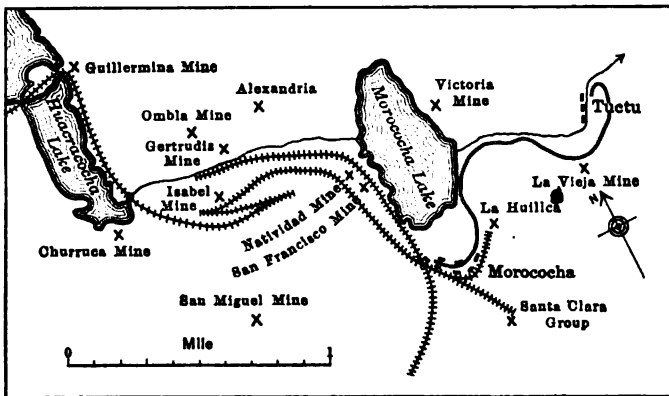 Guillermina Mine
Huacracocha
Lake
Alexandria
Ombla Mine
Gertrudis
Mine
Isabel
Mine
Churruca Mine
Morococha Lake
Victoria
Mine
Tuctu
La Vieja Mine
La Huillca
N
Natividad Mine
San Francisco Mine
Morococha
San Miguel Mine
Santa Clara
Group
Mile
0
1